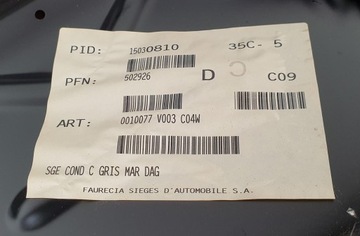 PID: 15030810 35C- 5
PFN: 502926 D C09
ART: 0010077 V003 C04W
SGE COND C GRIS MAR DAG
FAURECIA SIEGES D'AUTOMOBILE S.A.